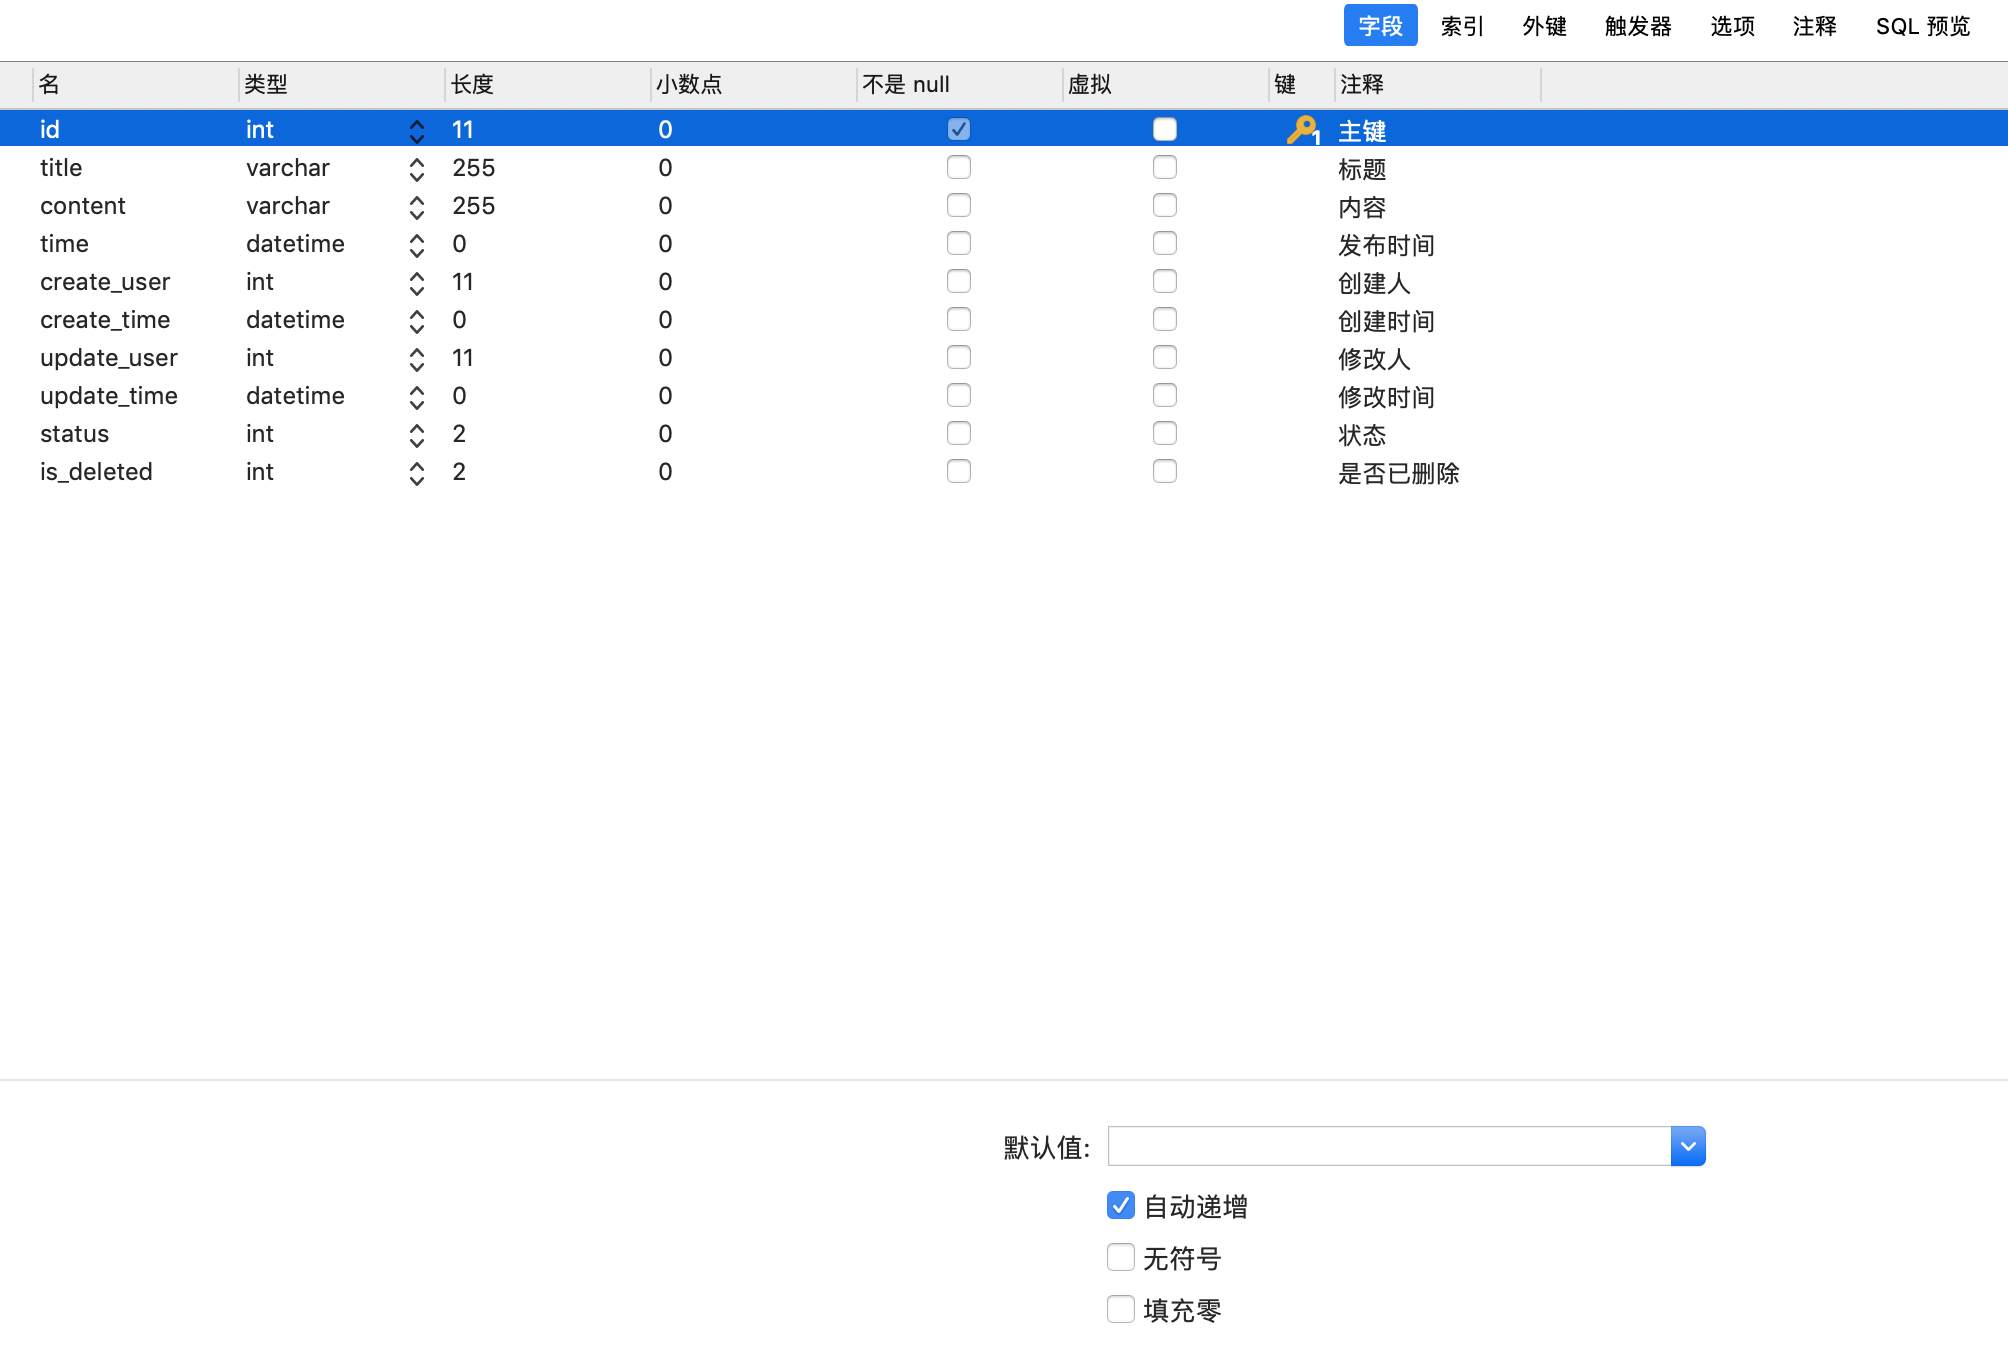 字段 索引 外键 触发器 选项 注释 SQL 预览
名 类型 长度 小数点 不是 null 虚拟 键 注释
id int 11 0 1 主键
title varchar 255 0 标题
content varchar 255 0 内容
time datetime 0 0 发布时间
create_user int 11 0 创建人
create_time datetime 0 0 创建时间
update_user int 11 0 修改人
update_time datetime 0 0 修改时间
status int 2 0 状态
is_deleted int 2 0 是否已删除
默认值:
自动递增
无符号
填充零